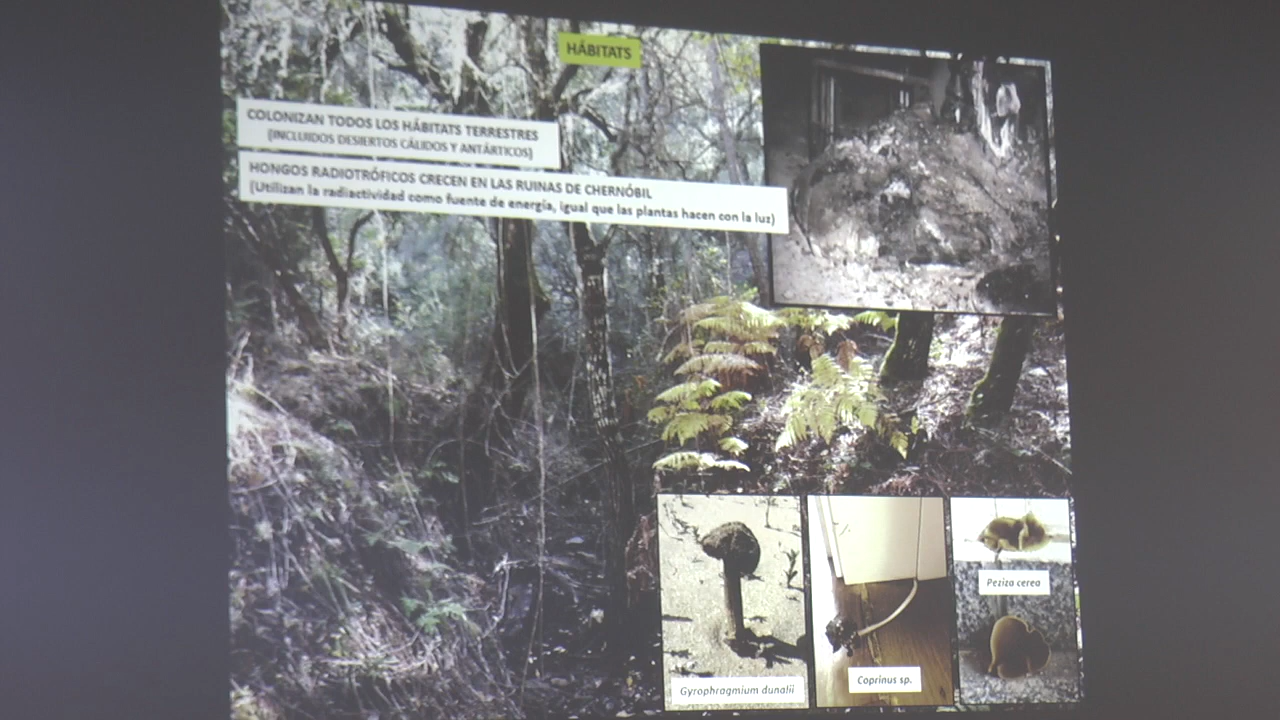 HÁBITATS
COLONIZAN TODOS LOS HÁBITATS TERRESTRES
(INCLUIDOS DESIERTOS CÁLIDOS Y ANTÁRTICOS)
HONGOS RADIOTRÓFICOS CRECEN EN LAS RUINAS DE CHERNÓBIL
(Utilizan la radiactividad como fuente de energía, igual que las plantas hacen con la luz)
Peziza cerea
Gyrophragmium dunalii
Coprinus sp.